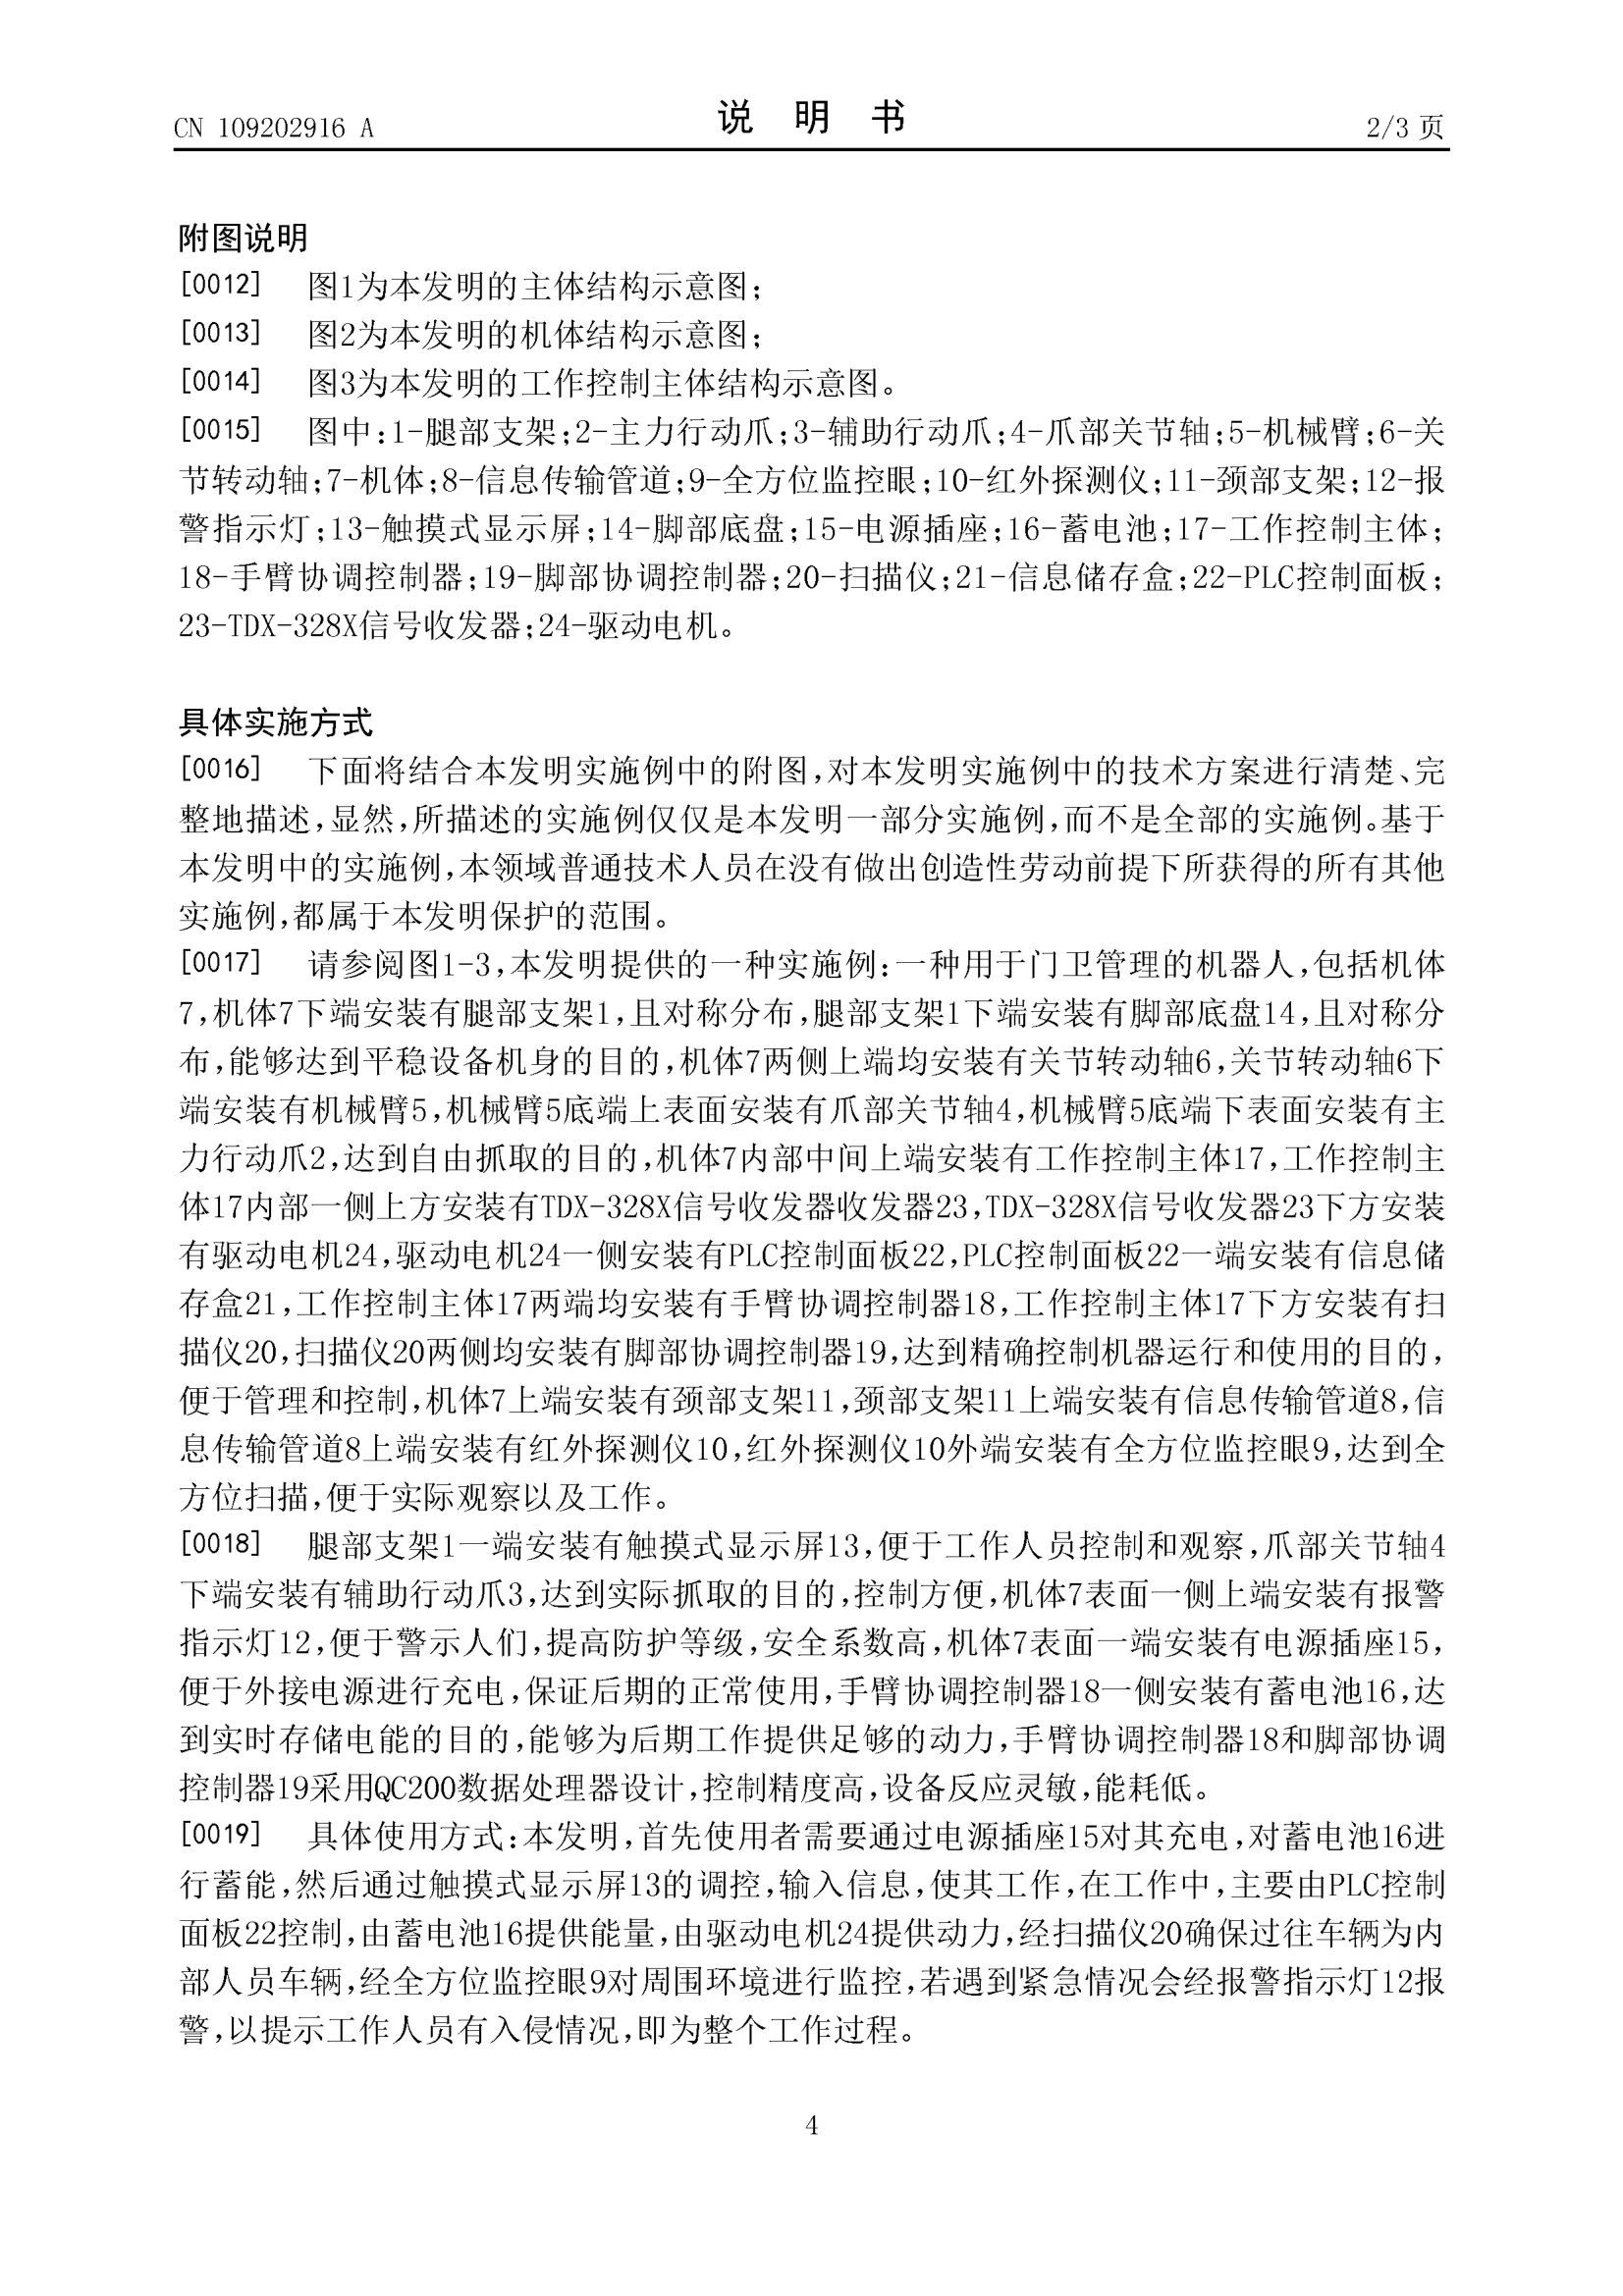 CN 109202916 A
说 明 书
2/3 页
附图说明
[0012] 图1为本发明的主体结构示意图;
[0013] 图2为本发明的机体结构示意图;
[0014] 图3为本发明的工作控制主体结构示意图。
[0015] 图中:1-腿部支架;2-主力行动爪;3-辅助行动爪;4-爪部关节轴;5-机械臂;6-关
节转动轴;7-机体;8-信息传输管道;9-全方位监控眼;10-红外探测仪;11-颈部支架;12-报
警指示灯;13-触摸式显示屏;14-脚部底盘;15-电源插座;16-蓄电池;17-工作控制主体;
18-手臂协调控制器;19-脚部协调控制器;20-扫描仪;21-信息储存盒;22-PLC控制面板;
23-TDX-328X信号收发器;24-驱动电机。
具体实施方式
[0016] 下面将结合本发明实施例中的附图,对本发明实施例中的技术方案进行清楚、完
整地描述,显然,所描述的实施例仅仅是本发明一部分实施例,而不是全部的实施例。基于
本发明中的实施例,本领域普通技术人员在没有做出创造性劳动前提下所获得的所有其他
实施例,都属于本发明保护的范围。
[0017] 请参阅图1-3,本发明提供的一种实施例:一种用于门卫管理的机器人,包括机体
7,机体7下端安装有腿部支架1,且对称分布,腿部支架1下端安装有脚部底盘14,且对称分
布,能够达到平稳设备机身的目的,机体7两侧上端均安装有关节转动轴6,关节转动轴6下
端安装有机械臂5,机械臂5底端上表面安装有爪部关节轴4,机械臂5底端下表面安装有主
力行动爪2,达到自由抓取的目的,机体7内部中间上端安装有工作控制主体17,工作控制主
体17内部一侧上方安装有TDX-328X信号收发器收发器23,TDX-328X信号收发器23下方安装
有驱动电机24,驱动电机24一侧安装有PLC控制面板22,PLC控制面板22一端安装有信息储
存盒21,工作控制主体17两端均安装有手臂协调控制器18,工作控制主体17下方安装有扫
描仪20,扫描仪20两侧均安装有脚部协调控制器19,达到精确控制机器运行和使用的目的,
便于管理和控制,机体7上端安装有颈部支架11,颈部支架11上端安装有信息传输管道8,信
息传输管道8上端安装有红外探测仪10,红外探测仪10外端安装有全方位监控眼9,达到全
方位扫描,便于实际观察以及工作。
[0018] 腿部支架1一端安装有触摸式显示屏13,便于工作人员控制和观察,爪部关节轴4
下端安装有辅助行动爪3,达到实际抓取的目的,控制方便,机体7表面一侧上端安装有报警
指示灯12,便于警示人们,提高防护等级,安全系数高,机体7表面一端安装有电源插座15,
便于外接电源进行充电,保证后期的正常使用,手臂协调控制器18一侧安装有蓄电池16,达
到实时存储电能的目的,能够为后期工作提供足够的动力,手臂协调控制器18和脚部协调
控制器19采用QC200数据处理器设计,控制精度高,设备反应灵敏,能耗低。
[0019] 具体使用方式:本发明,首先使用者需要通过电源插座15对其充电,对蓄电池16进
行蓄能,然后通过触摸式显示屏13的调控,输入信息,使其工作,在工作中,主要由PLC控制
面板22控制,由蓄电池16提供能量,由驱动电机24提供动力,经扫描仪20确保过往车辆为内
部人员车辆,经全方位监控眼9对周围环境进行监控,若遇到紧急情况会经报警指示灯12报
警,以提示工作人员有入侵情况,即为整个工作过程。
4